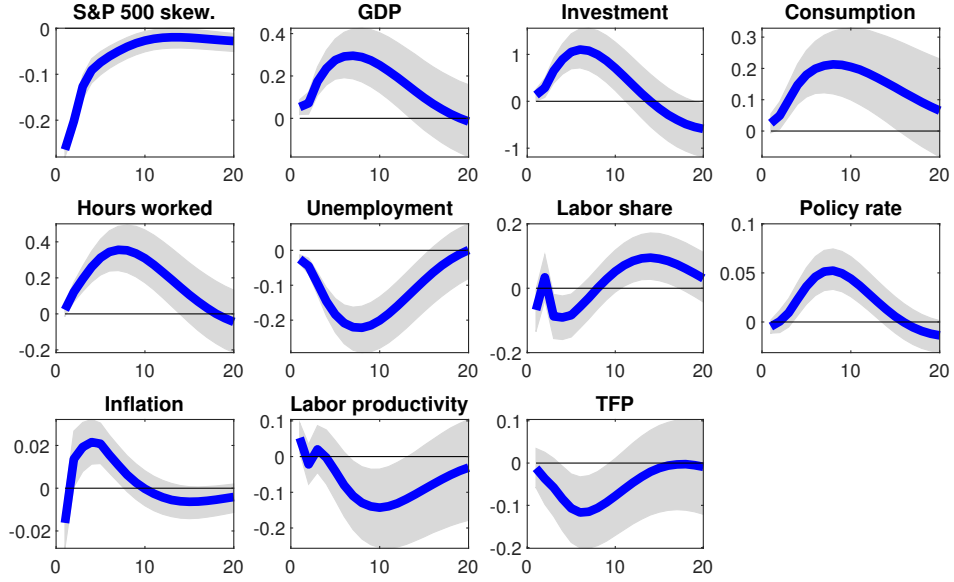 S&P 500 skew. GDP Investment Consumption
0 0.4 1 0.3
-0.1 0.2 0 0.2
-0.2 0 -1 0.1
0
0 10 20 0 10 20 0 10 20 0 10 20
Hours worked Unemployment Labor share Policy rate
0.4 0 0.2 0.1
0.2 -0.1 0 0.05
0 -0.2 -0.2 0
-0.2
0 10 20 0 10 20 0 10 20 0 10 20
Inflation Labor productivity TFP
0.02 0.1 0.1
0 0 0
-0.02 -0.1 -0.1
-0.2 -0.2
0 10 20 0 10 20 0 10 20